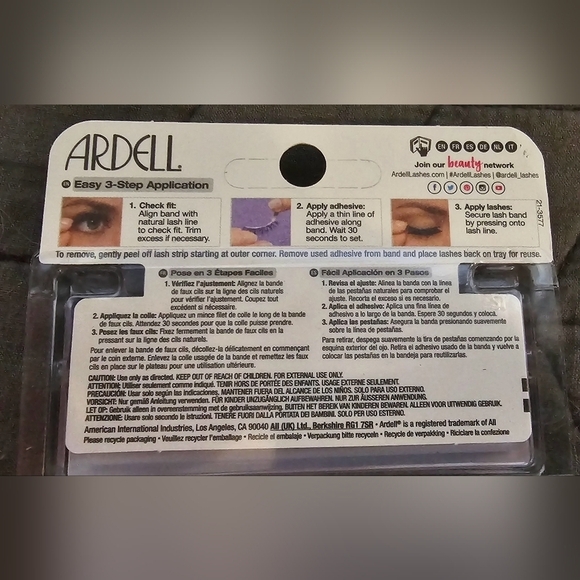 ARDELL®
EN FR ES DE NL IT
Join our beauty network
ArdellLashes.com | #ArdellLashes | @ardell_lashes
EN Easy 3-Step Application
1. Check fit:
Align band with
natural lash line
to check fit. Trim
excess if necessary.
2. Apply adhesive:
Apply a thin line of
adhesive along
band. Wait 30
seconds to set.
3. Apply lashes:
Secure lash band
by pressing onto
lash line.
21-3577
To remove, gently peel off lash strip starting at outer corner. Remove used adhesive from band and place lashes back on tray for reuse.
FR Pose en 3 Étapes Faciles
1. Vérifiez l'ajustement: Alignez la bande
de faux cils sur la ligne des cils naturels
pour vérifier l'ajustement. Coupez tout
excédent si nécessaire.
2. Appliquez la colle: Appliquez un mince filet de colle le long de la bande
de faux cils. Attendez 30 secondes pour que la colle puisse prendre.
3. Posez les faux cils: Fixez fermement la bande de faux cils en la
pressant sur la ligne des cils naturels.
Pour enlever la bande de faux cils, décollez-la délicatement en commençant
par le coin externe. Enlevez la colle usagée de la bande et remettez les faux
cils en place sur le plateau pour une utilisation ultérieure.
ES Fácil Aplicación en 3 Pasos
1. Revisa el ajuste: Alinea la banda con la línea
de las pestañas naturales para comprobar el
ajuste. Recorta el exceso si es necesario.
2. Aplica el adhesivo: Aplica una fina línea de
adhesivo a lo largo de la banda. Espere 30 segundos y coloca.
3. Aplica las pestañas: Asegura la banda presionando suavemente
sobre la línea de pestañas.
Para retirar, despega suavemente la tira de pestañas comenzando por la
esquina exterior del ojo. Retira el adhesivo usado de la banda y vuelve a
colocar las pestañas en la bandeja para reutilizarlas.
CAUTION: Use only as directed. KEEP OUT OF REACH OF CHILDREN. FOR EXTERNAL USE ONLY.
ATTENTION: Utiliser seulement comme indiqué. TENIR HORS DE PORTÉE DES ENFANTS. USAGE EXTERNE SEULEMENT.
PRECAUCIÓN: Usar solo según las indicaciones. MANTENER FUERA DEL ALCANCE DE LOS NIÑOS. SOLO PARA USO EXTERNO.
VORSICHT: Nur gemäß Anleitung verwenden. FÜR KINDER UNZUGÄNGLICH AUFBEWAHREN. NUR ZUR ÄUSSEREN ANWENDUNG.
LET OP: Gebruik alleen in overeenstemming met de gebruiksaanwijzing. BUITEN HET BEREIK VAN KINDEREN BEWAREN. ALLEEN VOOR UITWENDIG GEBRUIK.
ATTENZIONE: Usare solo secondo le istruzioni. TENERE FUORI DALLA PORTATA DEI BAMBINI. SOLO PER USO ESTERNO.
American International Industries, Los Angeles, CA 90040 AII (UK) Ltd., Berkshire RG1 7SR • Ardell® is a registered trademark of AII
Please recycle packaging • Veuillez recycler l'emballage • Recicle el embalaje • Verpackung bitte recyceln • Recycle de verpakking • Riciclare la confezione